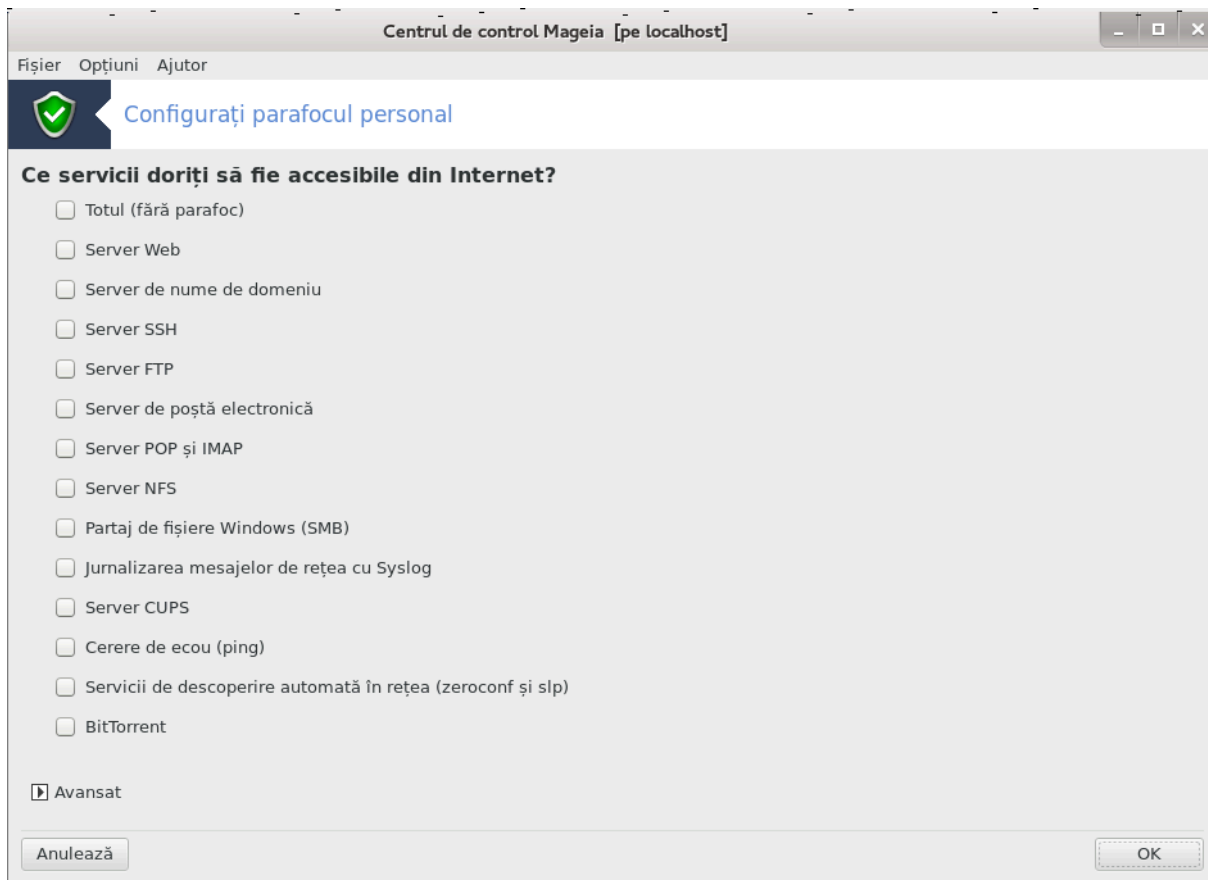 Centrul de control Mageia [pe localhost]
Fișier Opțiuni Ajutor
Configurați parafocul personal
Ce servicii doriți să fie accesibile din Internet?
Totul (fără parafoc)
Server Web
Server de nume de domeniu
Server SSH
Server FTP
Server de poștă electronică
Server POP și IMAP
Server NFS
Partaj de fișiere Windows (SMB)
Jurnalizarea mesajelor de rețea cu Syslog
Server CUPS
Cerere de ecou (ping)
Servicii de descoperire automată în rețea (zeroconf și slp)
BitTorrent
Avansat
Anulează OK